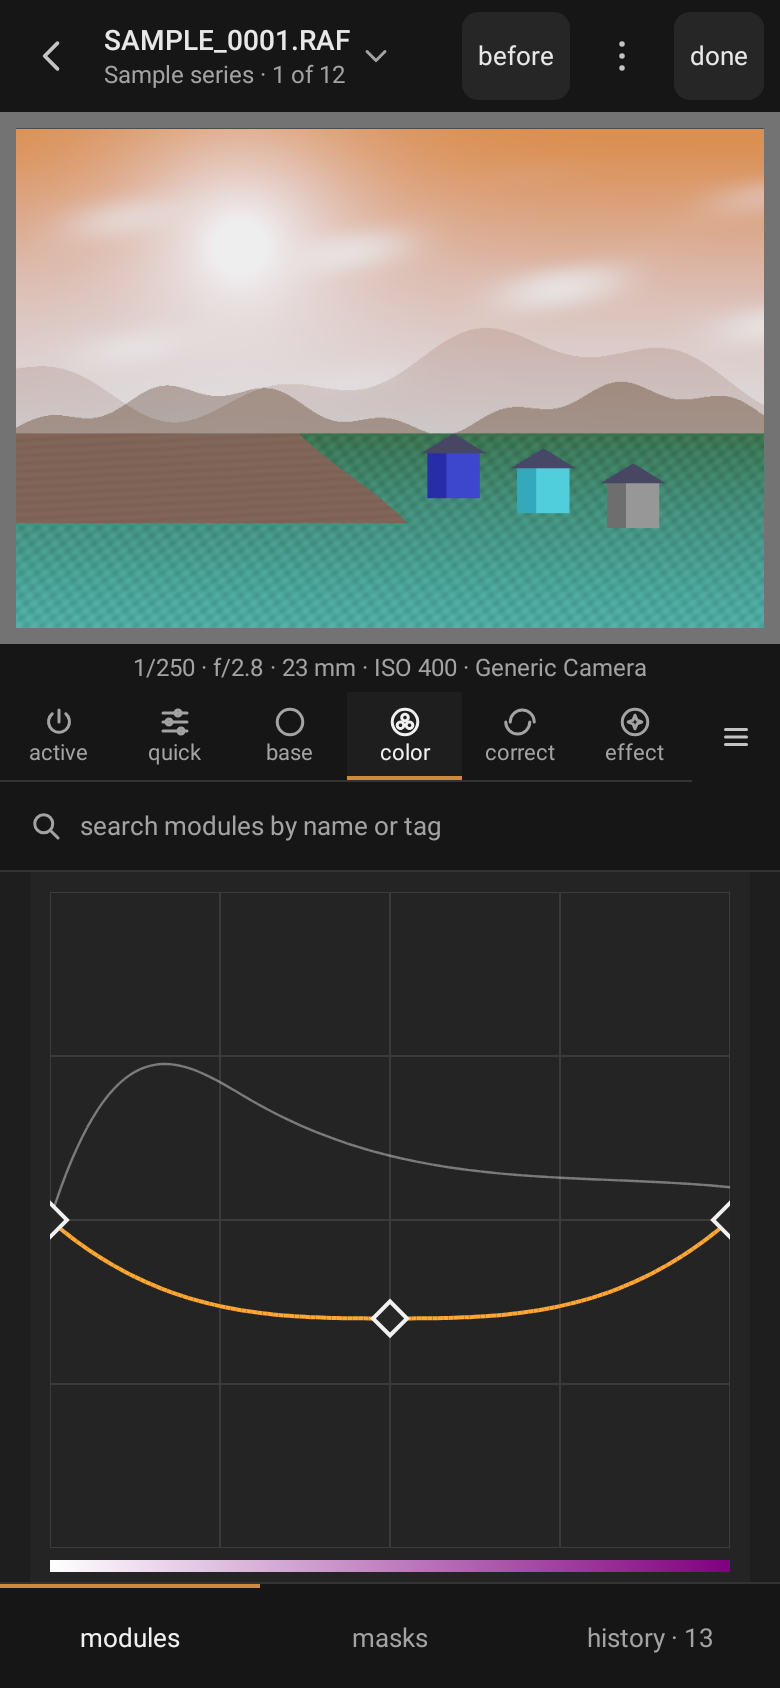 SAMPLE_0001.RAF
Sample series · 1 of 12
before
done
1/250 · f/2.8 · 23 mm · ISO 400 · Generic Camera
active
quick
base
color
correct
effect
search modules by name or tag
modules
masks
history · 13